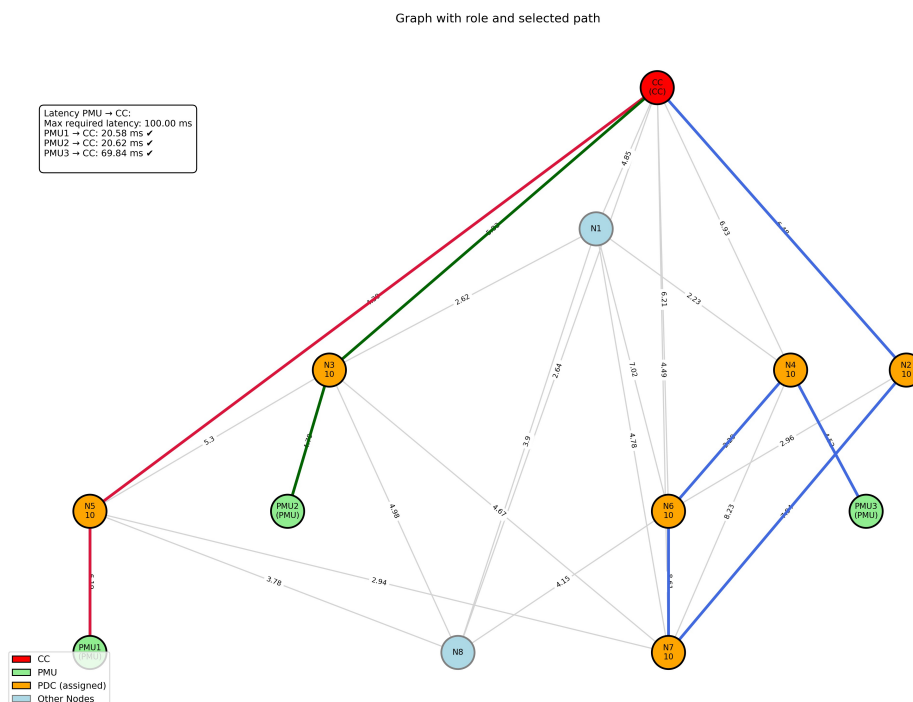 Graph with role and selected path
CC
(CC)
Latency PMU → CC:
Max required latency: 100.00 ms
PMU1 → CC: 20.58 ms ✔
PMU2 → CC: 20.62 ms ✔
PMU3 → CC: 69.84 ms ✔
4.85
N1
6.93
6.21
2.62
2.23
N3
10
N4
10
N2
10
2.64
7.02
4.49
5.3
3.9
4.78
2.96
N5
10
PMU2
(PMU)
4.98
4.67
N6
10
8.23
PMU3
(PMU)
3.78
2.94
4.15
PMU1
(PMU)
N8
N7
10
CC
PMU
PDC (assigned)
Other Nodes